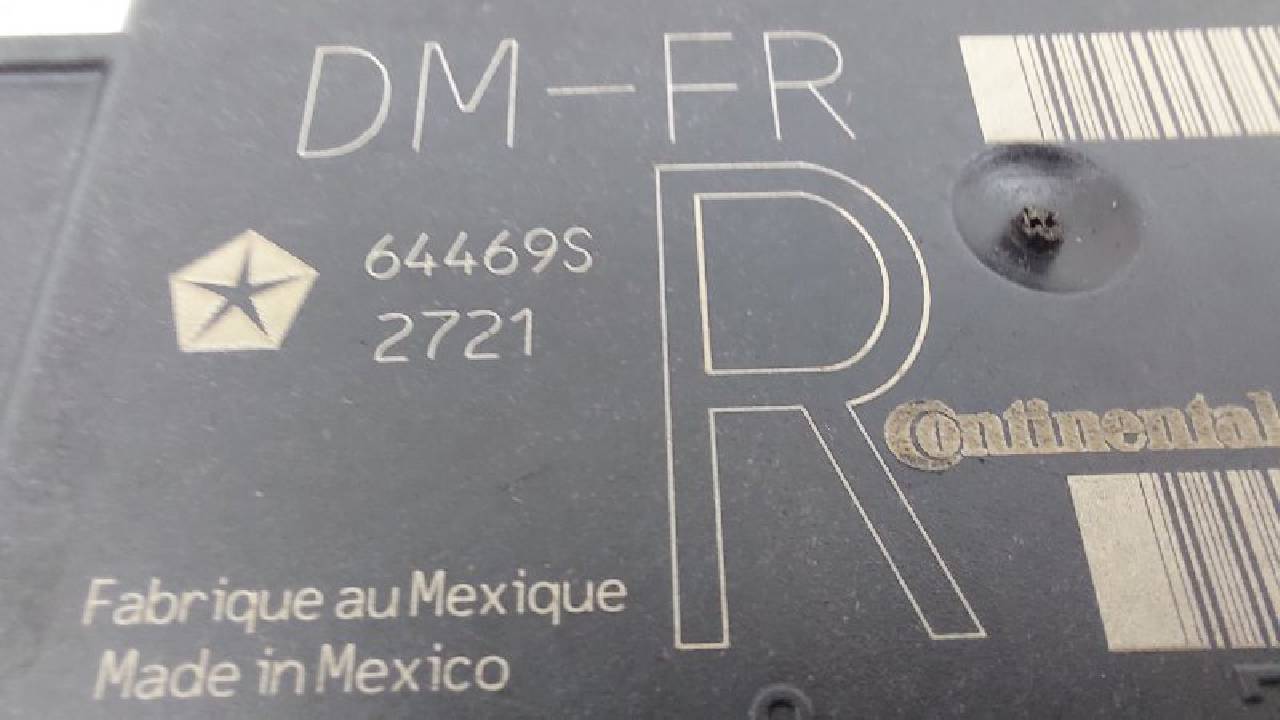 DM-FR
64469S
2721
R
Continental
Fabrique au Mexique
Made in Mexico